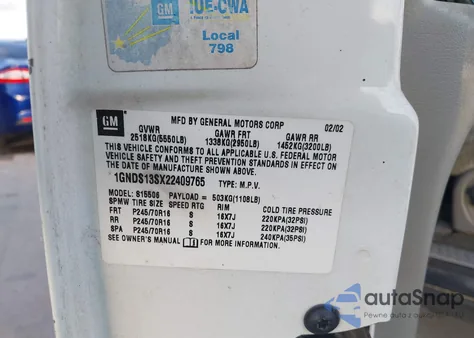 GM IUE-CWA
Local
798
GM
MFD BY GENERAL MOTORS CORP 02/02
GVWR GAWR FRT GAWR RR
2518KG(5550LB) 1338KG(2950LB) 1452KG(3200LB)
THIS VEHICLE CONFORMS TO ALL APPLICABLE U.S. FEDERAL MOTOR
VEHICLE SAFETY AND THEFT PREVENTION STANDARDS IN EFFECT ON
THE DATE OF MANUFACTURE SHOWN ABOVE.
1GNDS13SX22409765 TYPE: M.P.V.
MODEL: S15506 PAYLOAD = 503KG(1108LB)
SPMW TIRE SIZE SPEED RTG RIM COLD TIRE PRESSURE
FRT P245/70R16 S 16X7J 220KPA(32PSI)
RR P245/70R16 S 16X7J 220KPA(32PSI)
SPA P245/70R16 S 16X7J 240KPA(35PSI)
SEE OWNER'S MANUAL FOR MORE INFORMATION.
autoSnap
Pewne auta z